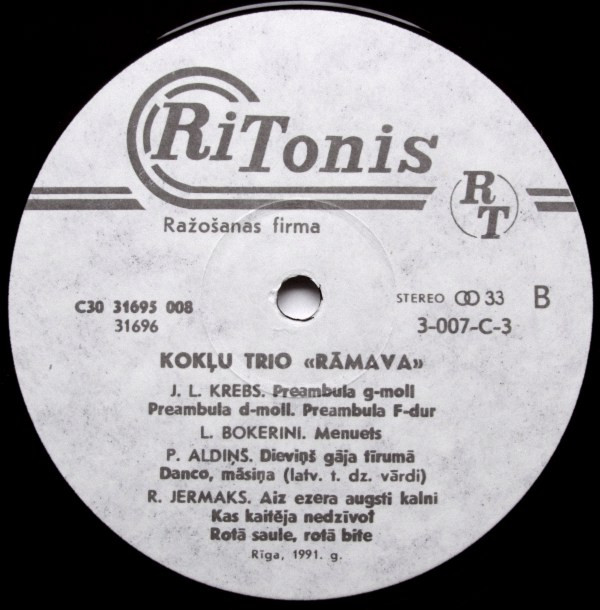 RiTonis
RT
Ražošanas firma
C30 31695 008
31696
STEREO 33 B
3-007-C-3
KOKĻU TRIO «RĀMAVA»
J. L. KREBS. Preambula g-moll
Preambula d-moll. Preambula F-dur
L. BOKERINI. Menuets
P. ALDIŅŠ. Dieviņš gāja tīrumā
Danco, māsiņa (latv. t. dz. vārdi)
R. JERMAKS. Aiz ezera augsti kalni
Kas kaitēja nedzīvot
Rotā saule, rotā bite
Rīga, 1991. g.